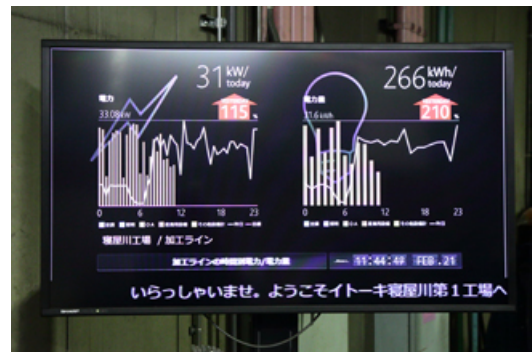 31 kW/
today
電力
115 %
33.08kW
0 6 12 18 23
266 kWh/
today
電力量
210 %
0 6 12 18 23
寝屋川工場 / 加工ライン
加工ラインの時間別電力/電力量
11:44:49 FEB.21
いらっしゃいませ。ようこそイトーキ寝屋川第1工場へ